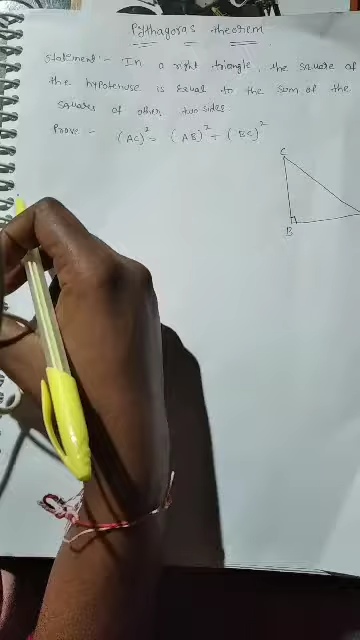 Pythagoras theorem
Statement :- In a right triangle, the square of
the hypotenuse is equal to the sum of the
squares of other two sides.
Prove - (AC)² = (AB)² + (BC)²
C
B